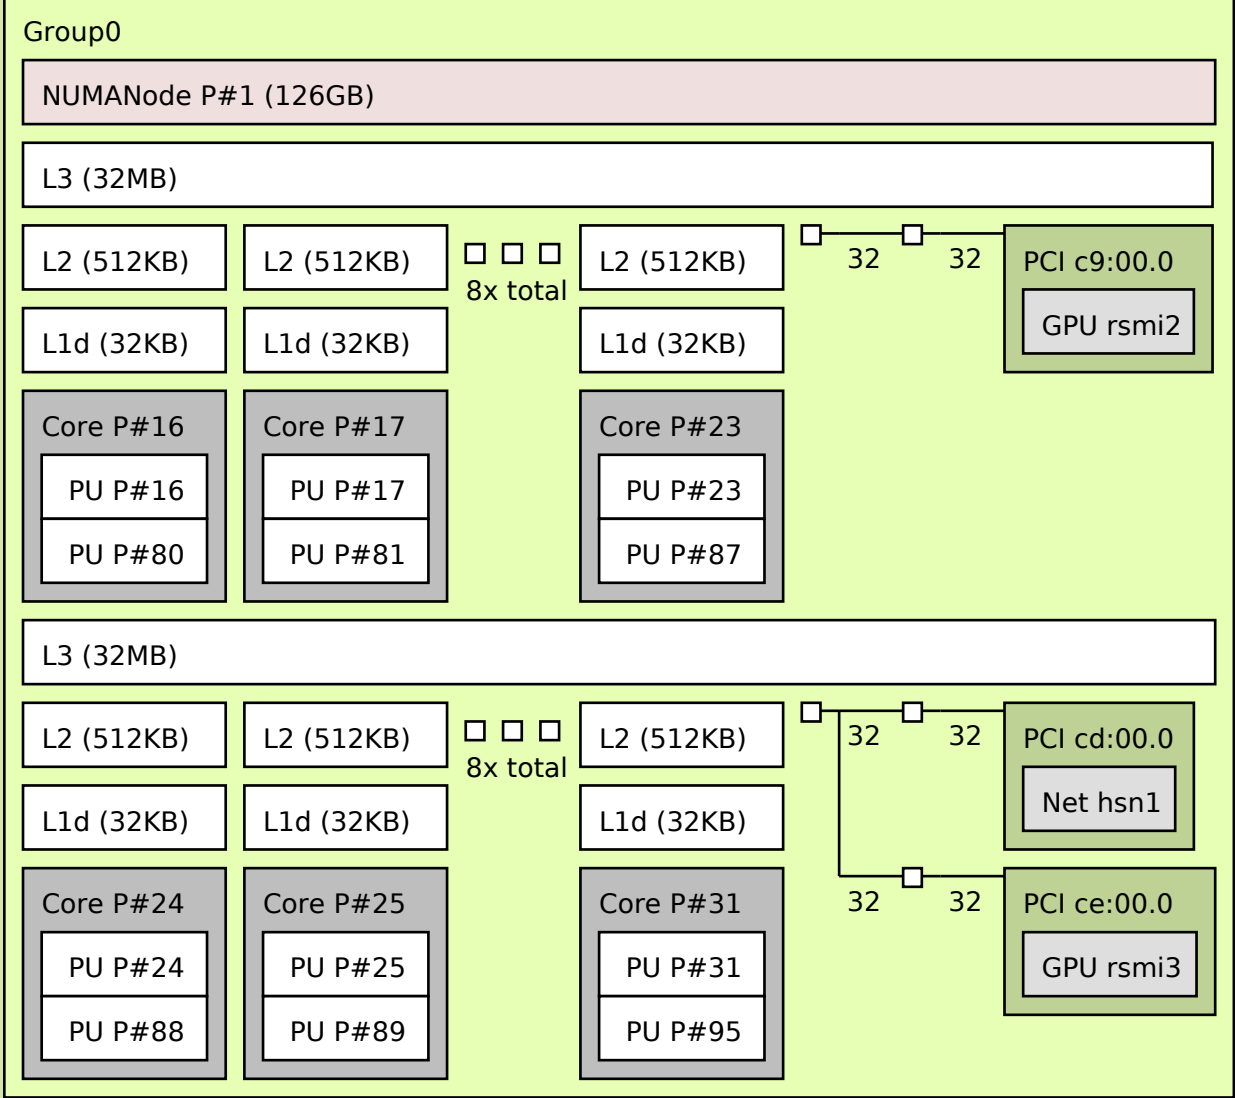 Group0
NUMANode P#1 (126GB)
L3 (32MB)
L2 (512KB) L2 (512KB) L2 (512KB) 32 32 PCI c9:00.0
8x total
L1d (32KB) L1d (32KB) L1d (32KB) GPU rsmi2
Core P#16 Core P#17 Core P#23
PU P#16 PU P#17 PU P#23
PU P#80 PU P#81 PU P#87
L3 (32MB)
L2 (512KB) L2 (512KB) L2 (512KB) 32 32 PCI cd:00.0
8x total
L1d (32KB) L1d (32KB) L1d (32KB) Net hsn1
Core P#24 Core P#25 Core P#31 32 32 PCI ce:00.0
PU P#24 PU P#25 PU P#31 GPU rsmi3
PU P#88 PU P#89 PU P#95